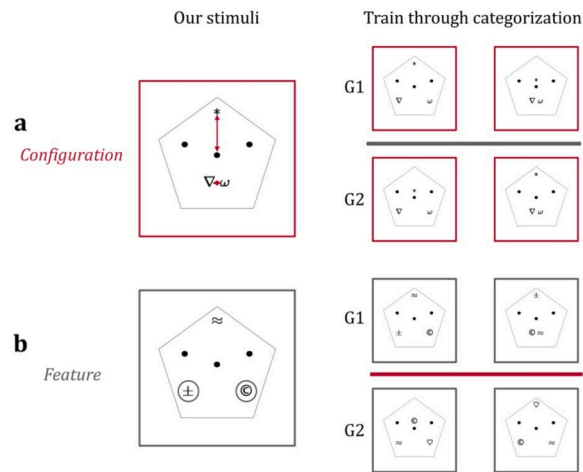 Our stimuli
Train through categorization
a
Configuration
*
∇ ω
G1
*
∇ ω
*
∇ ω
G2
*
∇ ω
*
∇ ω
b
Feature
≈
± ©
G1
≈
± ©
±
© ≈
G2
©
≈ ♡
♡
© ≈